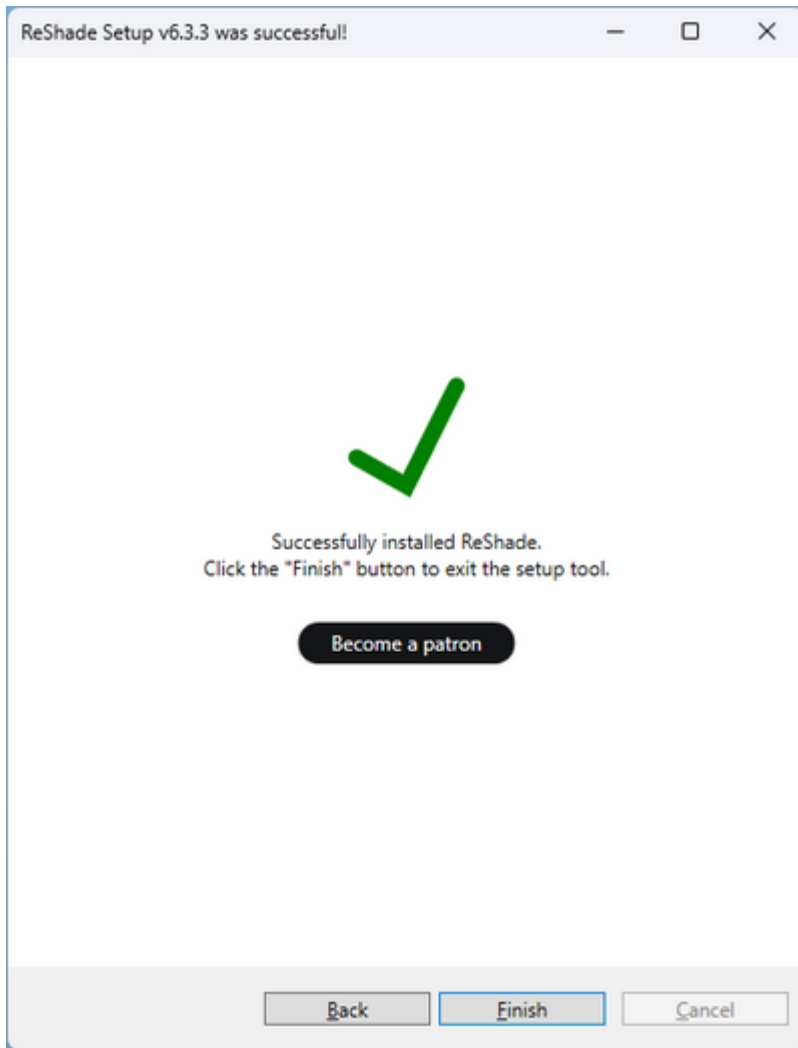 ReShade Setup v6.3.3 was successful!
Successfully installed ReShade.
Click the "Finish" button to exit the setup tool.
Become a patron
Back
Finish
Cancel